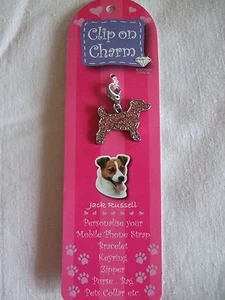 Clip on
Charm
Jack Russell
Personalise your
Mobile Phone Strap
Bracelet
Keyring
Zipper
Purse Bag
Pets Collar etc